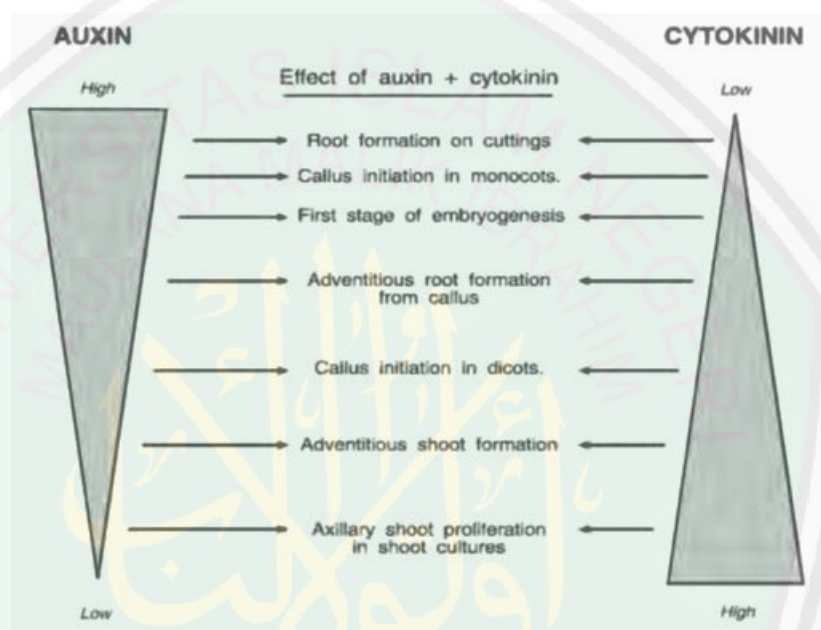 AUXIN
CYTOKININ
Effect of auxin + cytokinin
High
Low
Root formation on cuttings
Callus initiation in monocots.
First stage of embryogenesis
Adventitious root formation
from callus
Callus initiation in dicots.
Adventitious shoot formation
Axillary shoot proliferation
in shoot cultures
Low
High